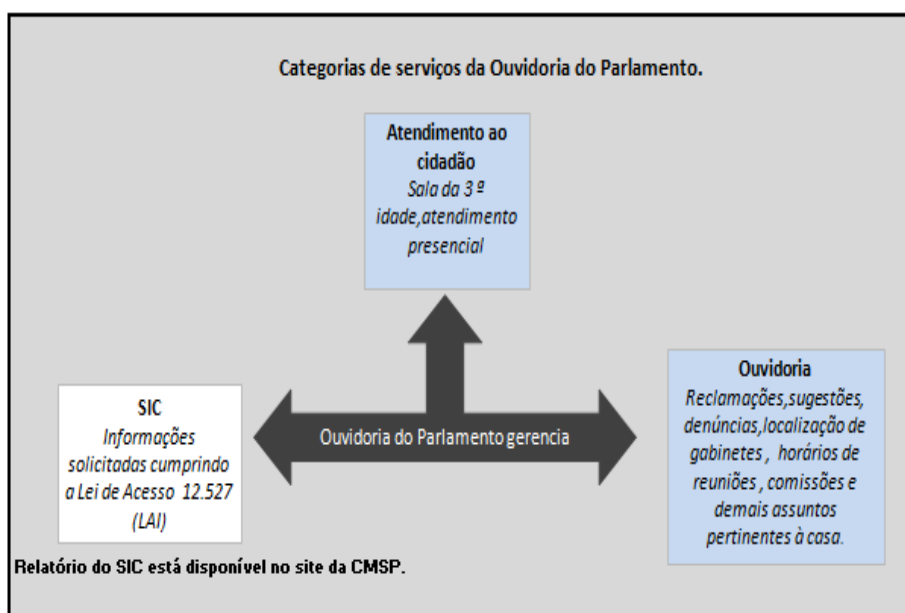 Categorias de serviços da Ouvidoria do Parlamento.
Atendimento ao
cidadão
Sala da 3 ª
idade,atendimento
presencial
SIC
Informações
solicitadas cumprindo
a Lei de Acesso 12.527
(LAI)
Ouvidoria do Parlamento gerencia
Ouvidoria
Reclamações,sugestões,
denúncias,localização de
gabinetes , horários de
reuniões , comissões e
demais assuntos
pertinentes à casa.
Relatório do SIC está disponível no site da CMSP.